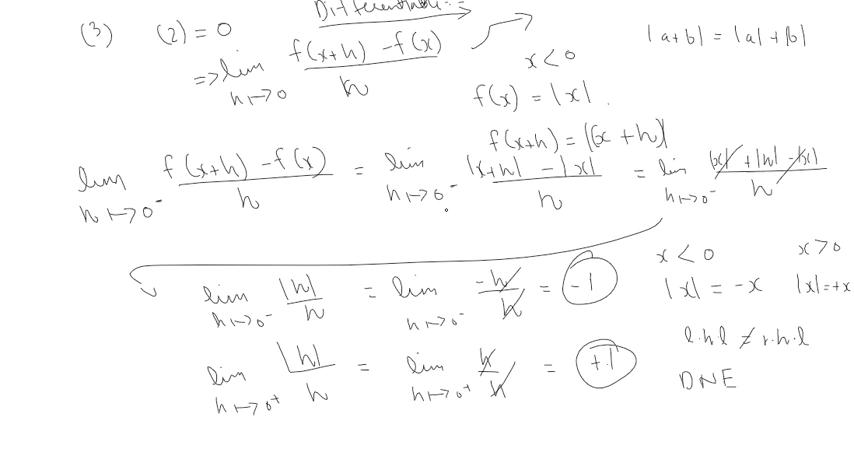 Differentiable :-
(3) (2) = 0
|a+b| = |a| + |b|
=> lim h→0 f(x+h) - f(x) / h
x < 0
f(x) = |x|.
f(x+h) = |(x+h)|
lim h→0⁻ f(x+h) - f(x) / h = lim h→0⁻ |x+h| - |x| / h = lim h→0⁻ |x| + |h| - |x| / h
x < 0 x > 0
lim h→0⁻ |h| / h = lim h→0⁻ -h / h = -1 |x| = -x |x| = +x
l.h.l ≠ r.h.l
lim h→0⁺ |h| / h = lim h→0⁺ h / h = +1
DNE